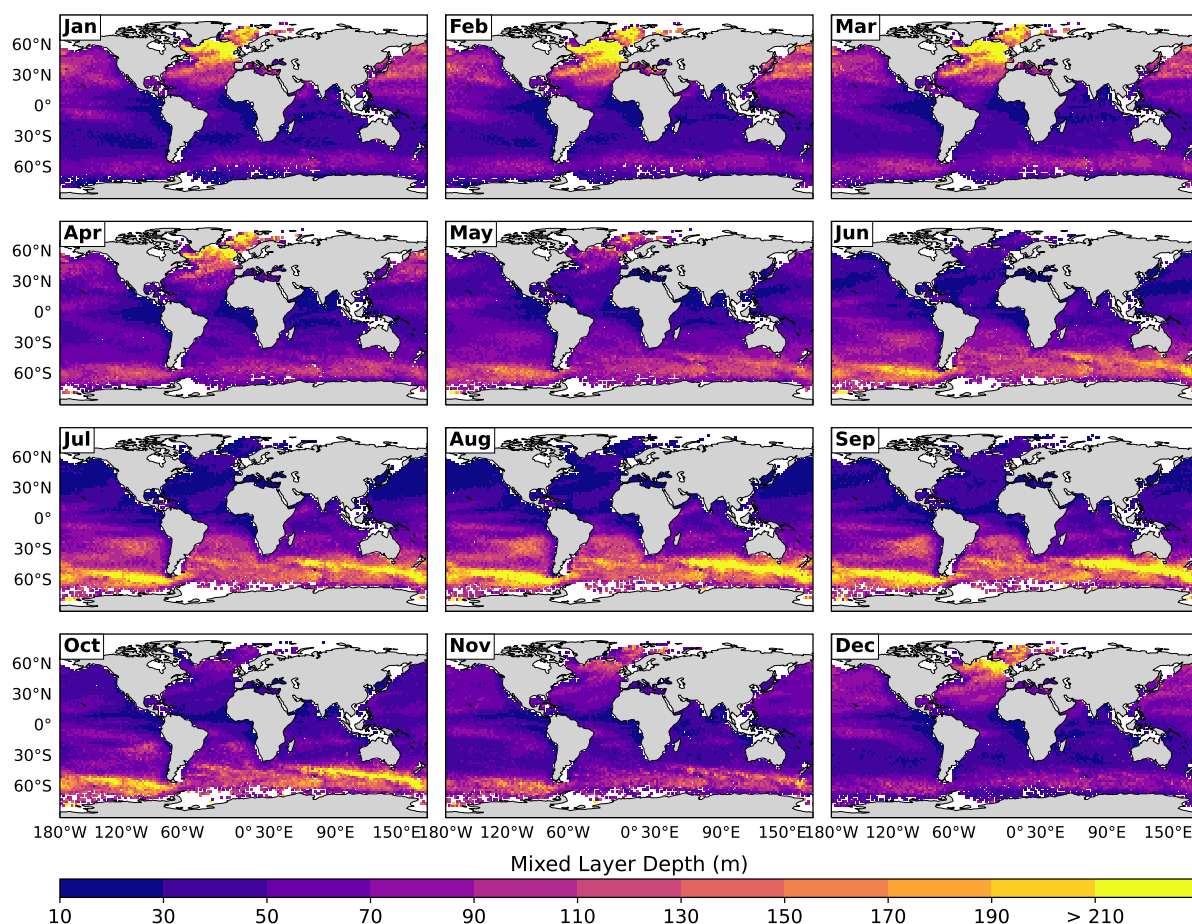 Jan Feb Mar
60°N
30°N
0°
30°S
60°S
Apr May Jun
60°N
30°N
0°
30°S
60°S
Jul Aug Sep
60°N
30°N
0°
30°S
60°S
Oct Nov Dec
60°N
30°N
0°
30°S
60°S
180°W 120°W 60°W 0° 30°E 90°E 150°E 180°W 120°W 60°W 0° 30°E 90°E 150°E 180°W 120°W 60°W 0° 30°E 90°E 150°E
Mixed Layer Depth (m)
10 30 50 70 90 110 130 150 170 190 > 210